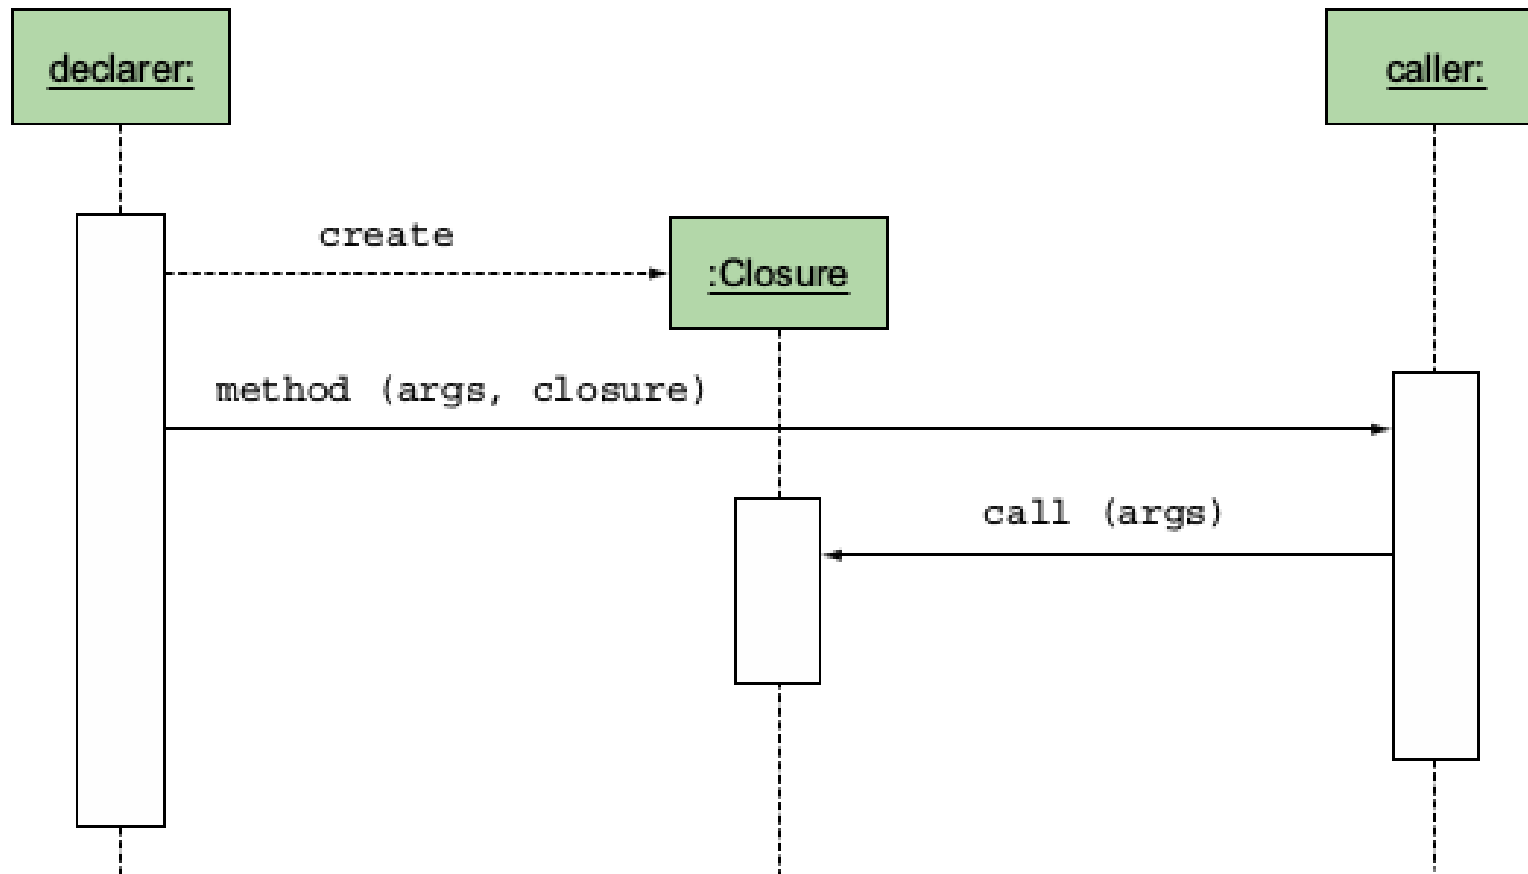 declarer:
caller:
create
:Closure
method (args, closure)
call (args)